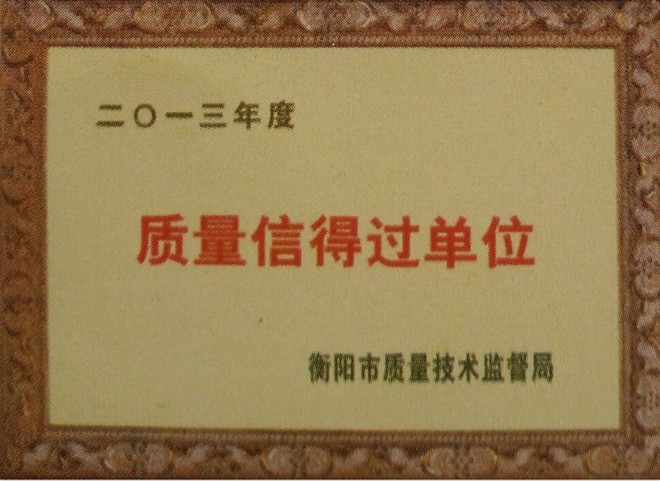 二〇一三年度
质量信得过单位
衡阳市质量技术监督局